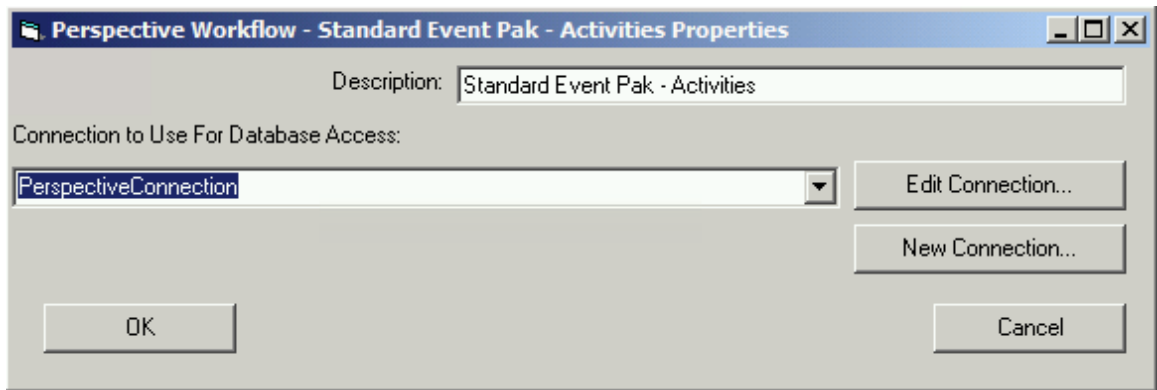 Perspective Workflow - Standard Event Pak - Activities Properties
Description: Standard Event Pak - Activities
Connection to Use For Database Access:
PerspectiveConnection Edit Connection...
New Connection...
OK Cancel